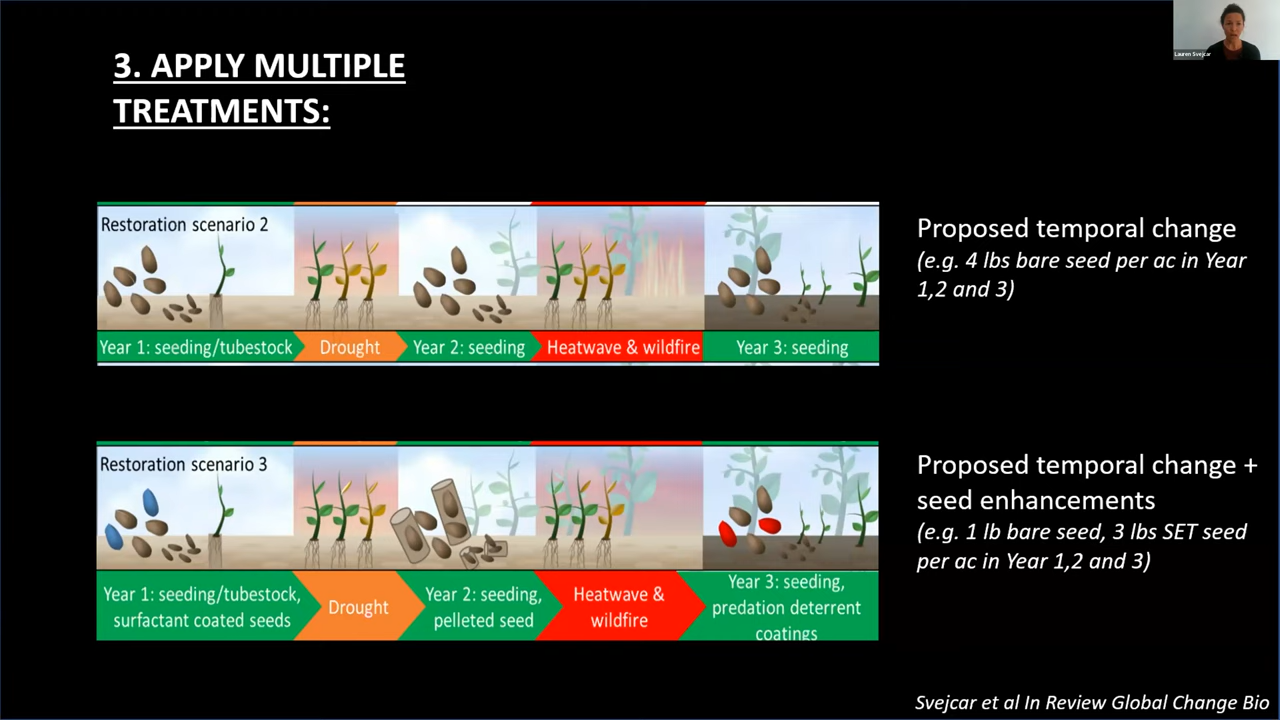 3. APPLY MULTIPLE
TREATMENTS:
Lauren Svejcar
Restoration scenario 2
Year 1: seeding/tubestock
Drought
Year 2: seeding
Heatwave & wildfire
Year 3: seeding
Proposed temporal change
(e.g. 4 lbs bare seed per ac in Year
1,2 and 3)
Restoration scenario 3
Year 1: seeding/tubestock,
surfactant coated seeds
Drought
Year 2: seeding,
pelleted seed
Heatwave &
wildfire
Year 3: seeding,
predation deterrent
coatings
Proposed temporal change +
seed enhancements
(e.g. 1 lb bare seed, 3 lbs SET seed
per ac in Year 1,2 and 3)
Svejcar et al In Review Global Change Bio